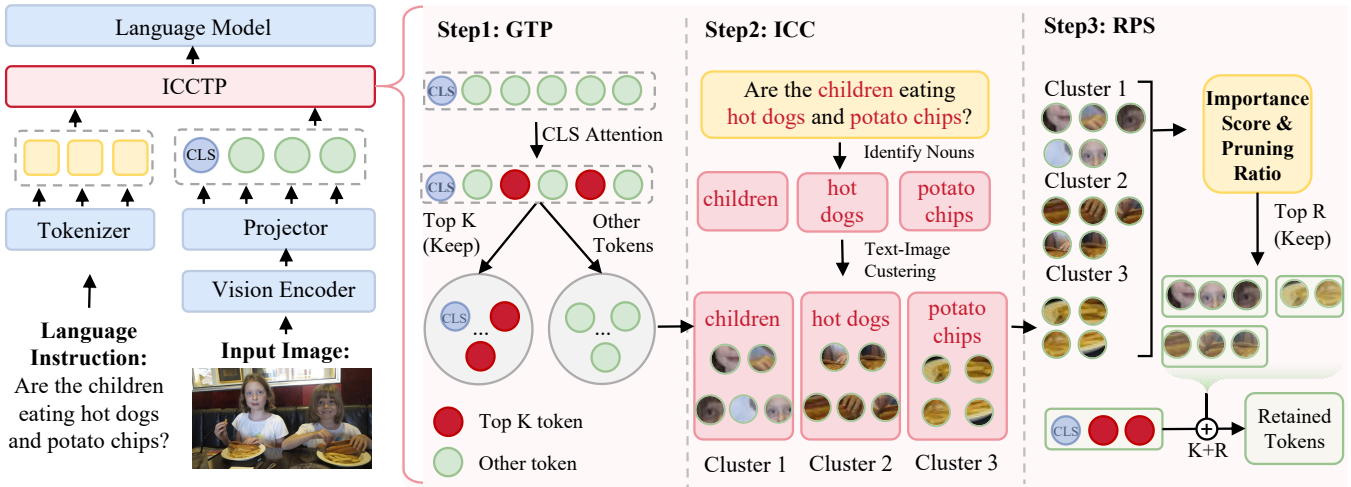 Language Model
ICCTP
CLS
Tokenizer
Projector
Vision Encoder
Language
Instruction:
Are the children
eating hot dogs
and potato chips?
Input Image:
Step1: GTP
CLS
CLS Attention
CLS
Top K
(Keep)
Other
Tokens
CLS
...
...
Top K token
Other token
Step2: ICC
Are the children eating
hot dogs and potato chips?
Identify Nouns
children
hot
dogs
potato
chips
Text-Image
Custering
children
hot dogs
potato
chips
Cluster 1
Cluster 2
Cluster 3
Step3: RPS
Cluster 1
Cluster 2
Cluster 3
Importance
Score &
Pruning
Ratio
Top R
(Keep)
CLS
K+R
Retained
Tokens